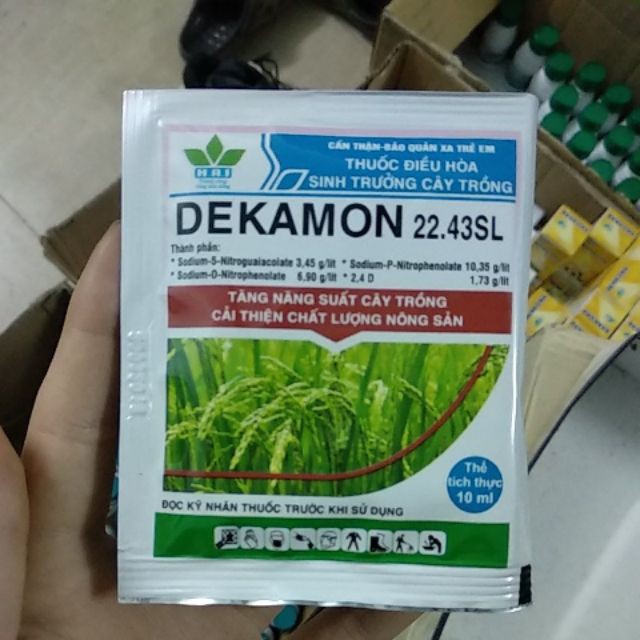 CẨN THẬN-BẢO QUẢN XA TRẺ EM
THUỐC ĐIỀU HÒA
SINH TRƯỞNG CÂY TRỒNG
HAI
DEKAMON 22.43SL
Thành phần:
* Sodium-5-Nitroguaiacolate 3,45 g/lít * Sodium-P-Nitrophenolate 10,35 g/lít
* Sodium-O-Nitrophenolate 6,90 g/lít * 2,4 D 1,73 g/lít
TĂNG NĂNG SUẤT CÂY TRỒNG
CẢI THIỆN CHẤT LƯỢNG NÔNG SẢN
Thể
tích thực
10 ml
ĐỌC KỸ NHÃN THUỐC TRƯỚC KHI SỬ DỤNG